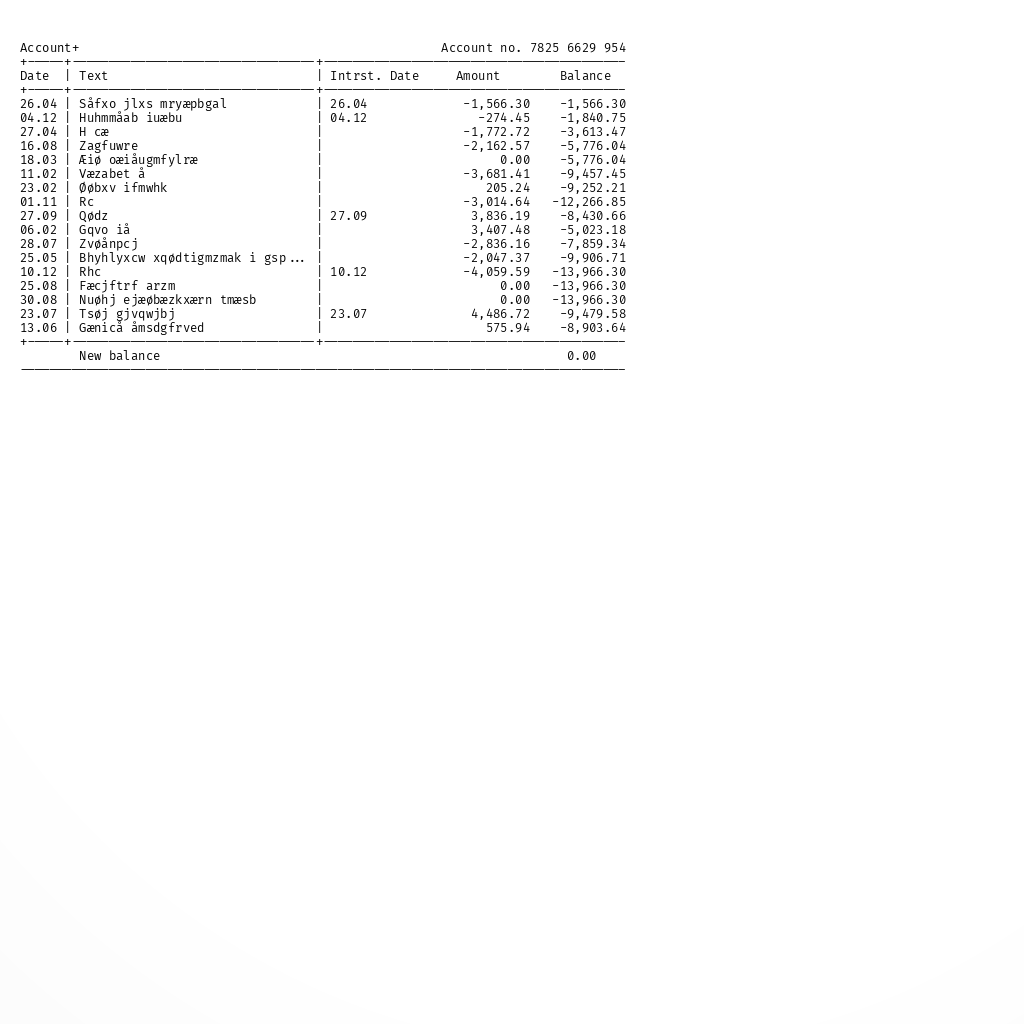 Account+ Account no. 7825 6629 954
+-----+---------------------------------+-----------------------------------------
Date | Text | Intrst. Date Amount Balance
+-----+---------------------------------+-----------------------------------------
26.04 | Såfxo jlxs mryæpbgal | 26.04 -1,566.30 -1,566.30
04.12 | Huhmmåab iuæbu | 04.12 -274.45 -1,840.75
27.04 | H cæ | -1,772.72 -3,613.47
16.08 | Zagfuwre | -2,162.57 -5,776.04
18.03 | Æiø oæiåugmfylræ | 0.00 -5,776.04
11.02 | Væzabet å | -3,681.41 -9,457.45
23.02 | Øøbxv ifmwhk | 205.24 -9,252.21
01.11 | Rc | -3,014.64 -12,266.85
27.09 | Qødz | 27.09 3,836.19 -8,430.66
06.02 | Gqvo iå | 3,407.48 -5,023.18
28.07 | Zvøånpcj | -2,836.16 -7,859.34
25.05 | Bhyhlyxcw xqødtigmzmak i gsp... | -2,047.37 -9,906.71
10.12 | Rhc | 10.12 -4,059.59 -13,966.30
25.08 | Fæcjftrf arzm | 0.00 -13,966.30
30.08 | Nuøhj ejæøbæzkxærn tmæsb | 0.00 -13,966.30
23.07 | Tsøj gjvqwjbj | 23.07 4,486.72 -9,479.58
13.06 | Gænicå åmsdgfrved | 575.94 -8,903.64
+-----+---------------------------------+-----------------------------------------
New balance 0.00
----------------------------------------------------------------------------------